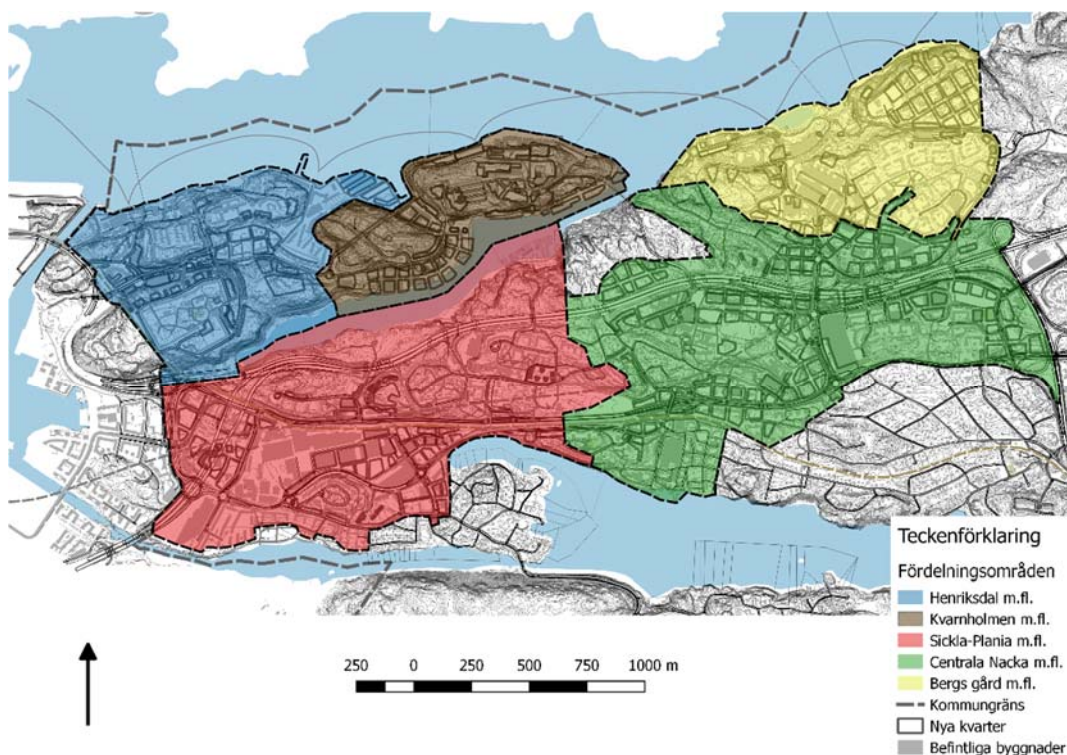 Teckenförklaring
Fördelningsområden
Henriksdal m.fl.
Kvarnholmen m.fl.
Sickla-Plania m.fl.
Centrala Nacka m.fl.
Bergs gård m.fl.
Kommungräns
Nya kvarter
Befintliga byggnader
250 0 250 500 750 1000 m